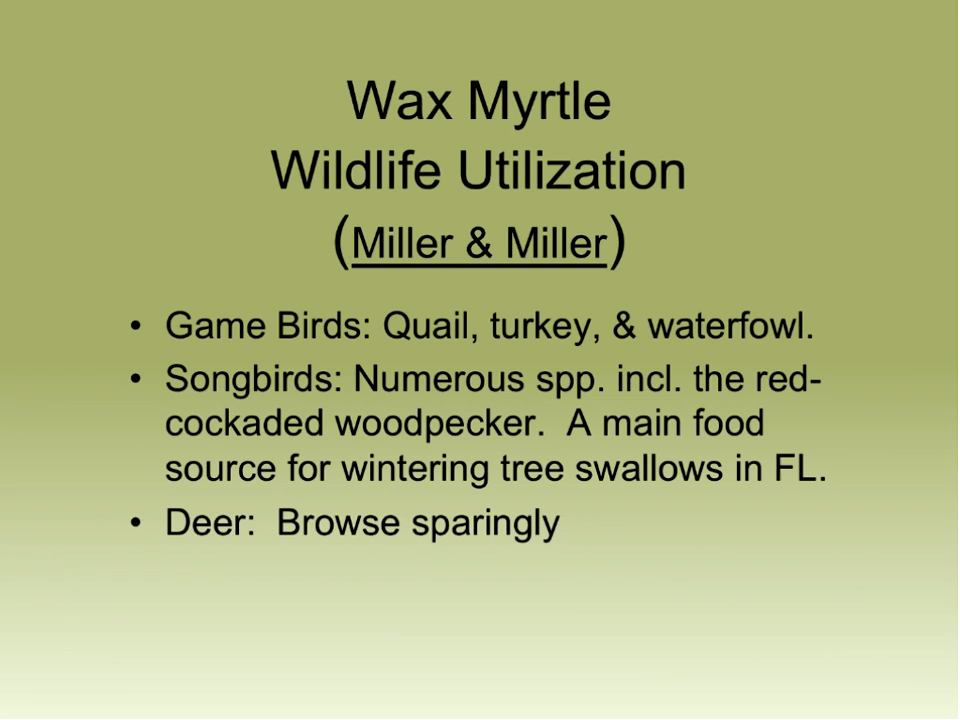 Wax Myrtle
Wildlife Utilization
(Miller & Miller)
• Game Birds: Quail, turkey, & waterfowl.
• Songbirds: Numerous spp. incl. the red-
cockaded woodpecker.  A main food
source for wintering tree swallows in FL.
• Deer:  Browse sparingly